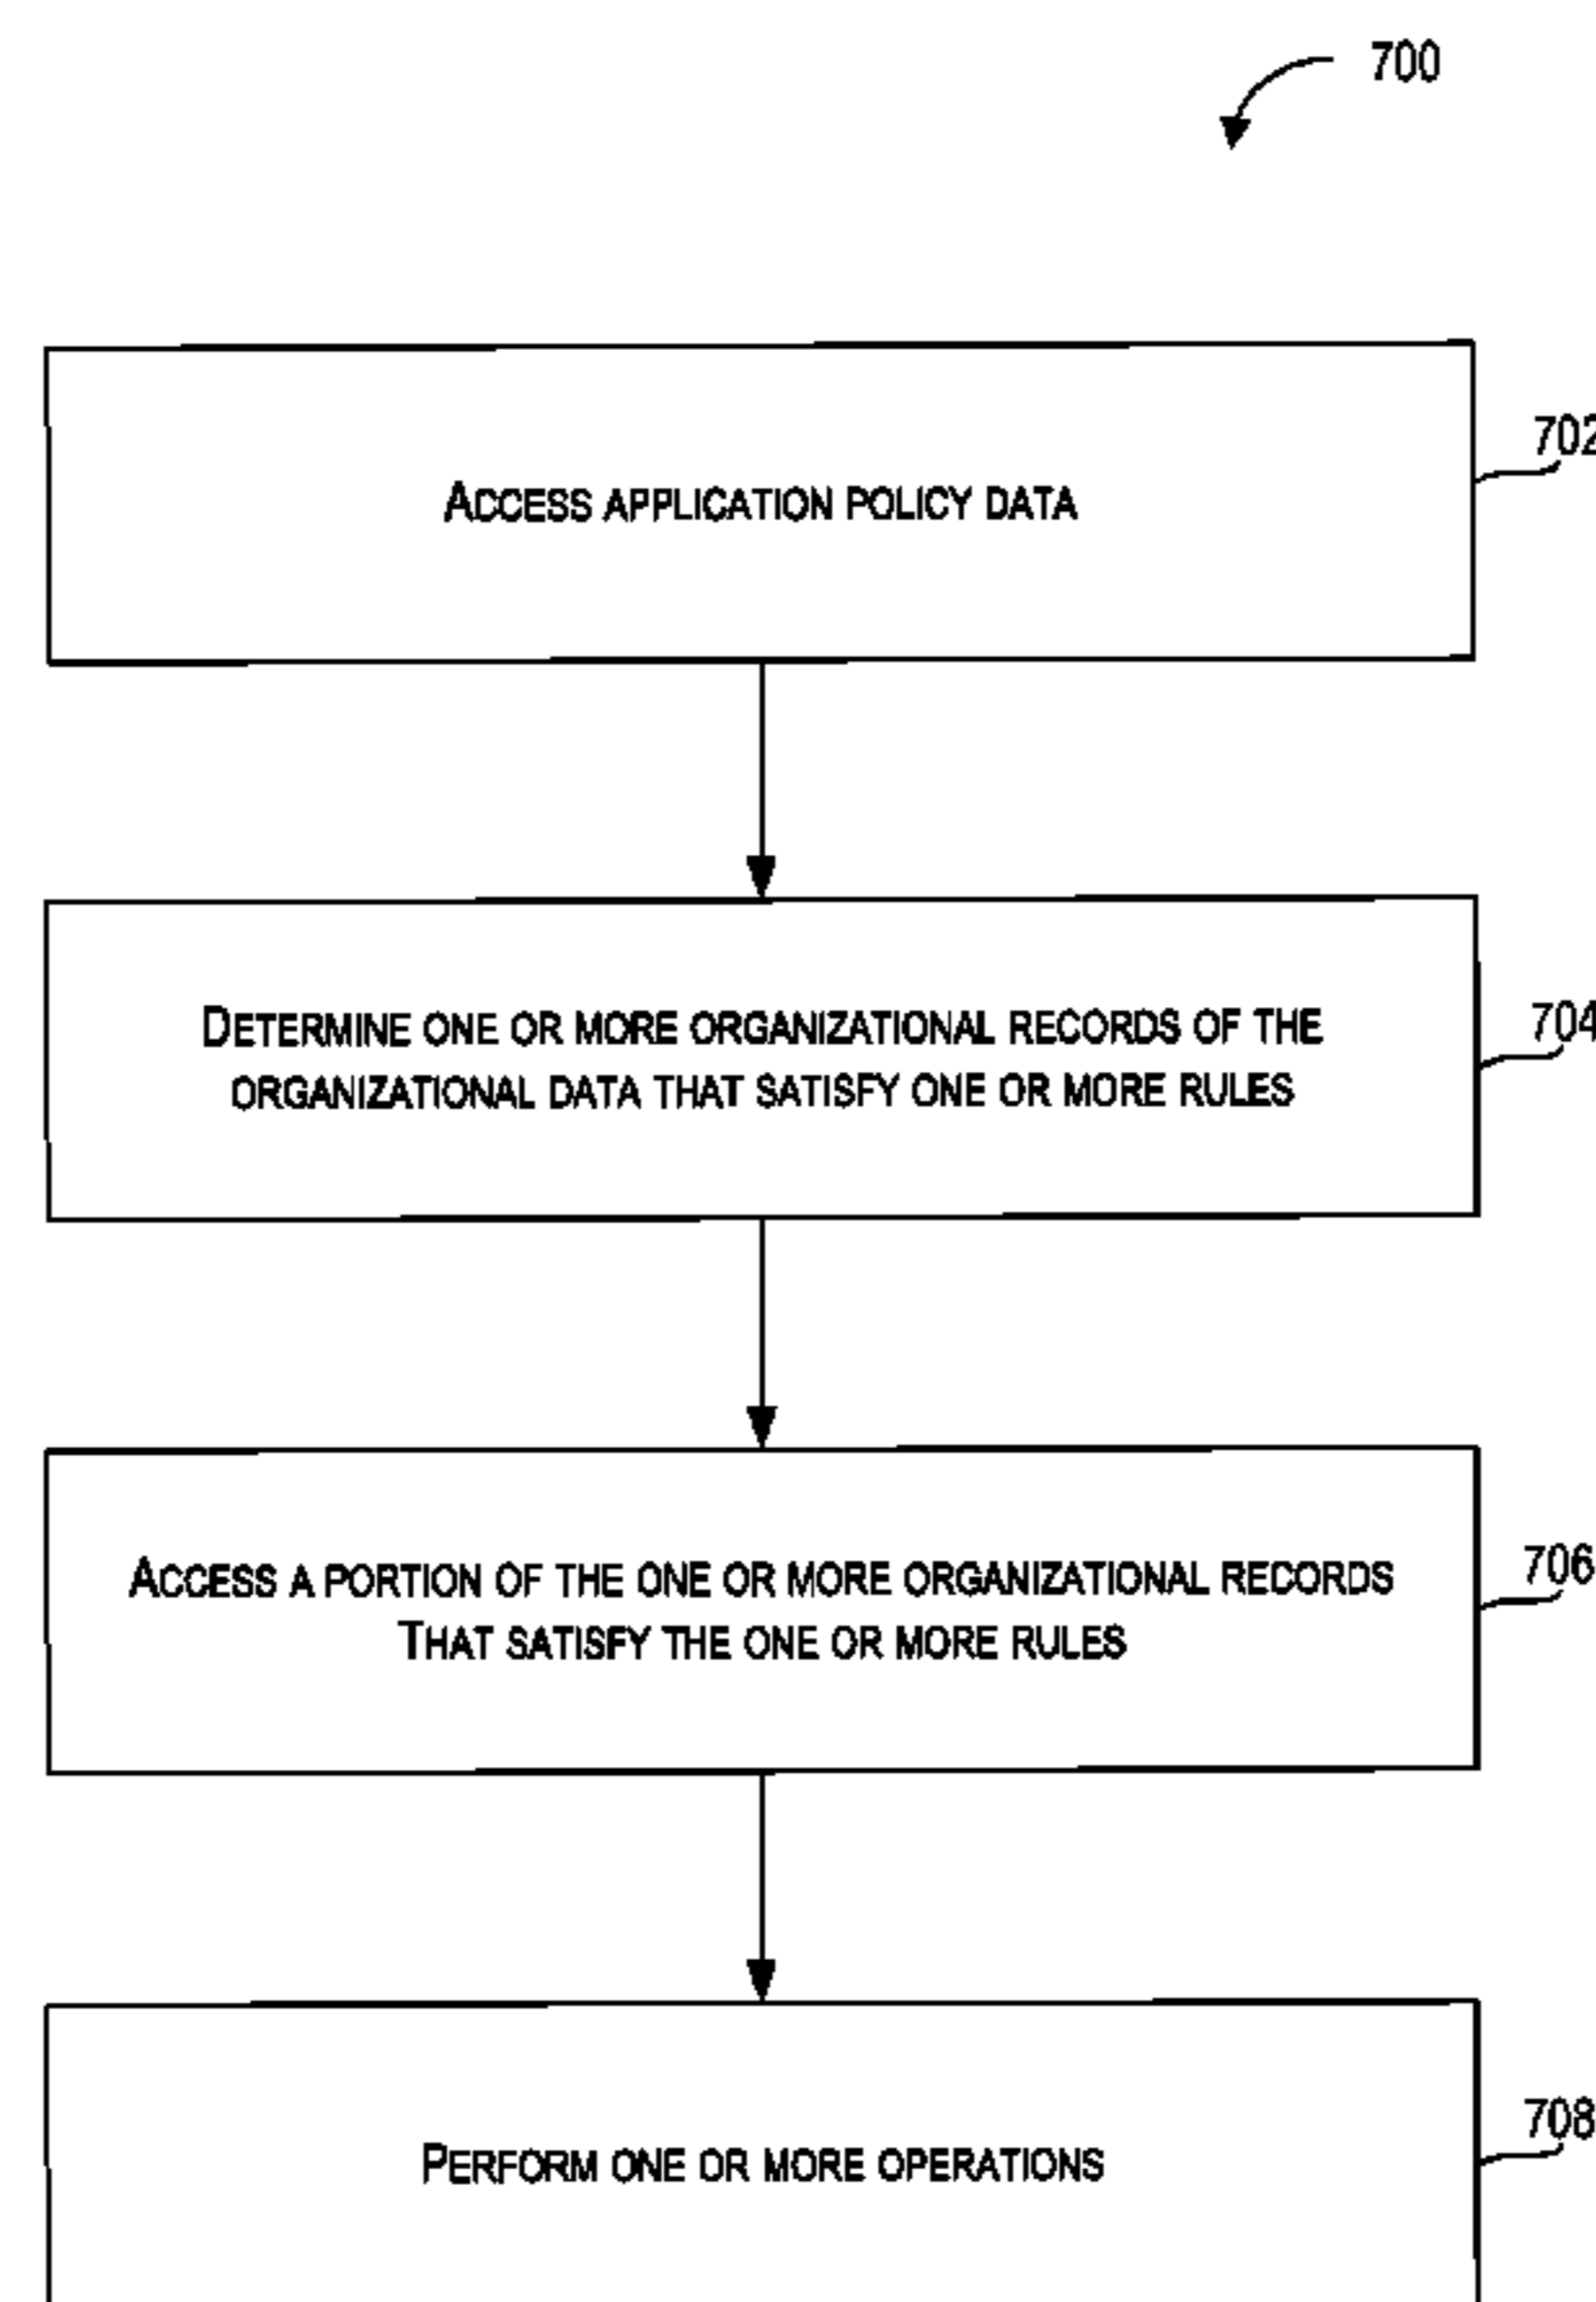 700
702
Access application policy data
704
Determine one or more organizational records of the
organizational data that satisfy one or more rules
706
Access a portion of the one or more organizational records
That satisfy the one or more rules
708
Perform one or more operations